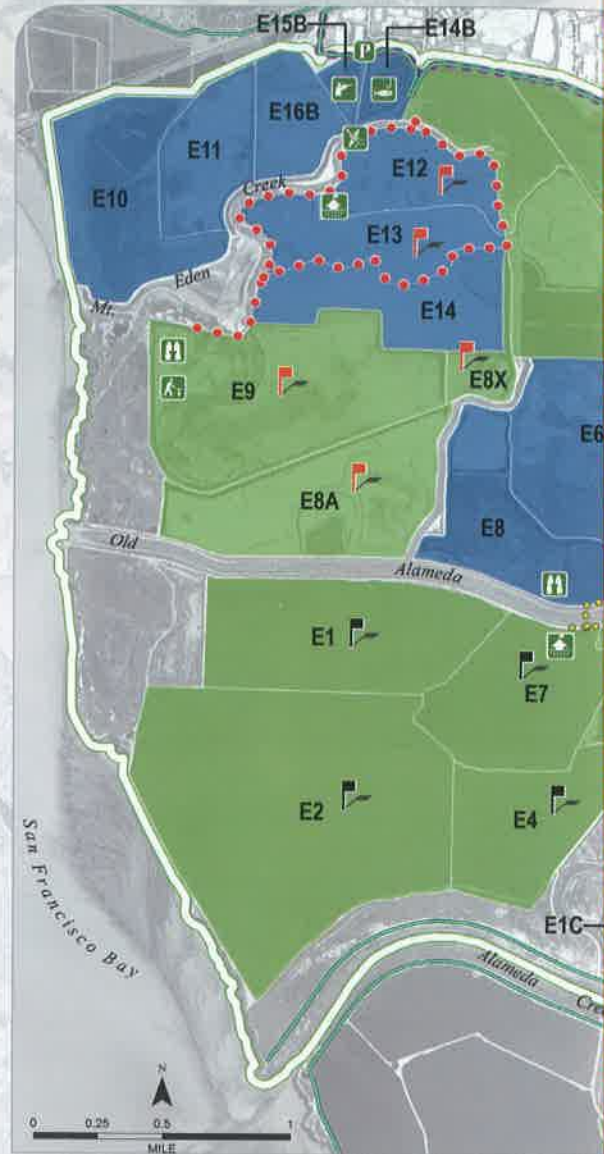 E15B
E14B
P
E16B
E11
E12
E10
Creek
E13
Eden
Mt.
E14
E8X
E9
E6
E8A
E8
Old
Alameda
E1
E7
E2
E4
San Francisco Bay
E1C
Alameda
Cree
N
0 0.25 0.5 1
MILE